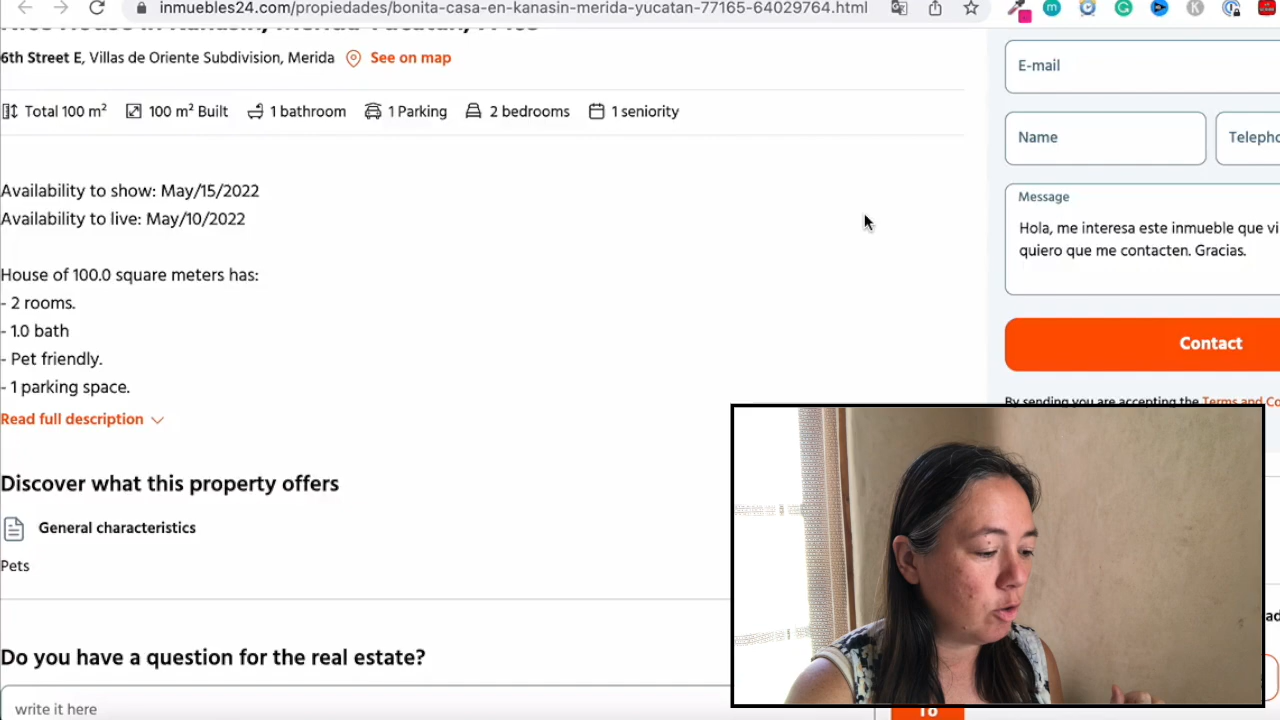 inmuebles24.com/propiedades/bonita-casa-en-kanasin-merida-yucatan-77165-64029764.html
6th Street E, Villas de Oriente Subdivision, Merida See on map
Total 100 m² 100 m² Built 1 bathroom 1 Parking 2 bedrooms 1 seniority
Availability to show: May/15/2022
Availability to live: May/10/2022
House of 100.0 square meters has:
- 2 rooms.
- 1.0 bath
- Pet friendly.
- 1 parking space.
Read full description
Discover what this property offers
General characteristics
Pets
Do you have a question for the real estate?
write it here
E-mail
Name
Message
Hola, me interesa este inmueble que
quiero que me contacten. Gracias.
Contact
By sending you are accepting the Terms and